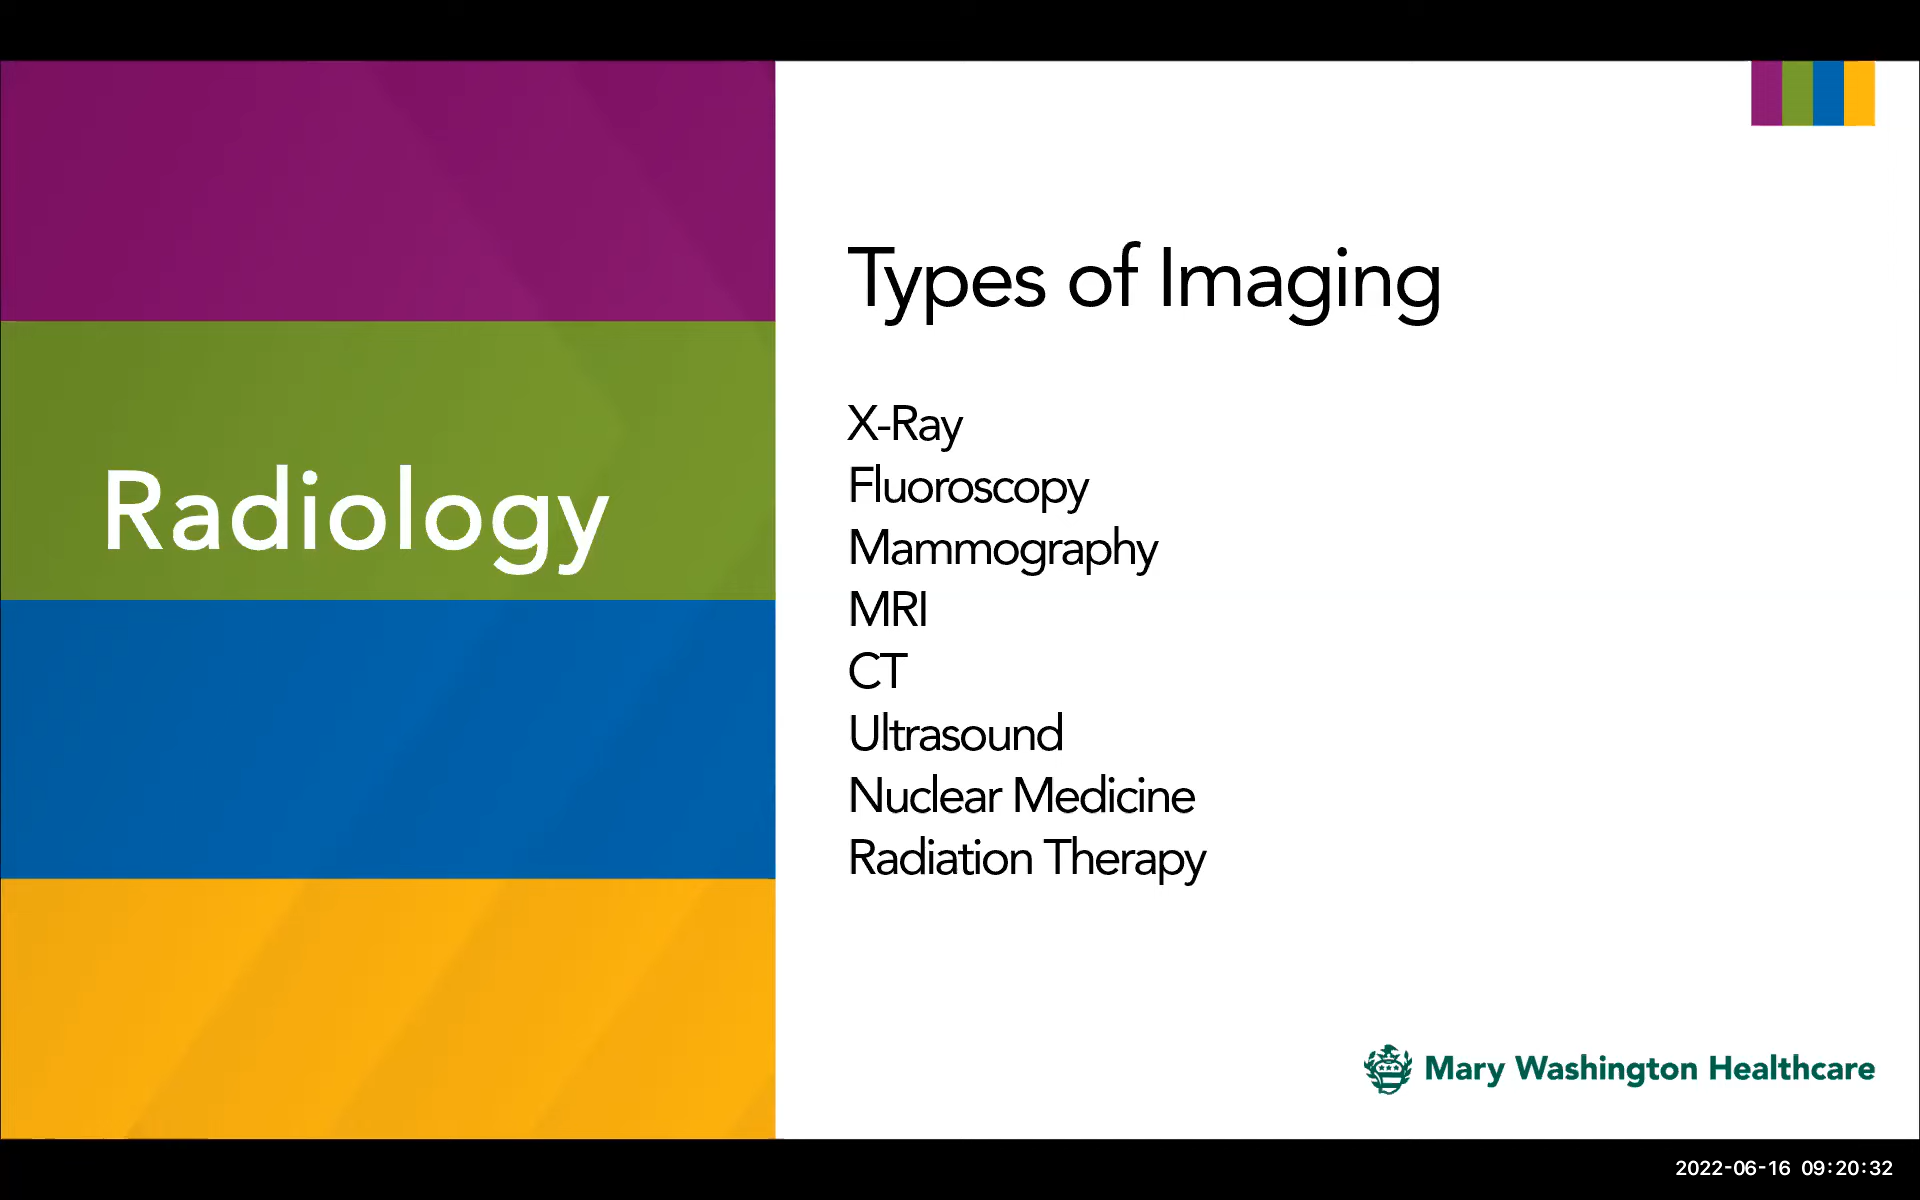 Radiology
Types of Imaging
X-Ray
Fluoroscopy
Mammography
MRI
CT
Ultrasound
Nuclear Medicine
Radiation Therapy
Mary Washington Healthcare
2022-06-16 09:20:32